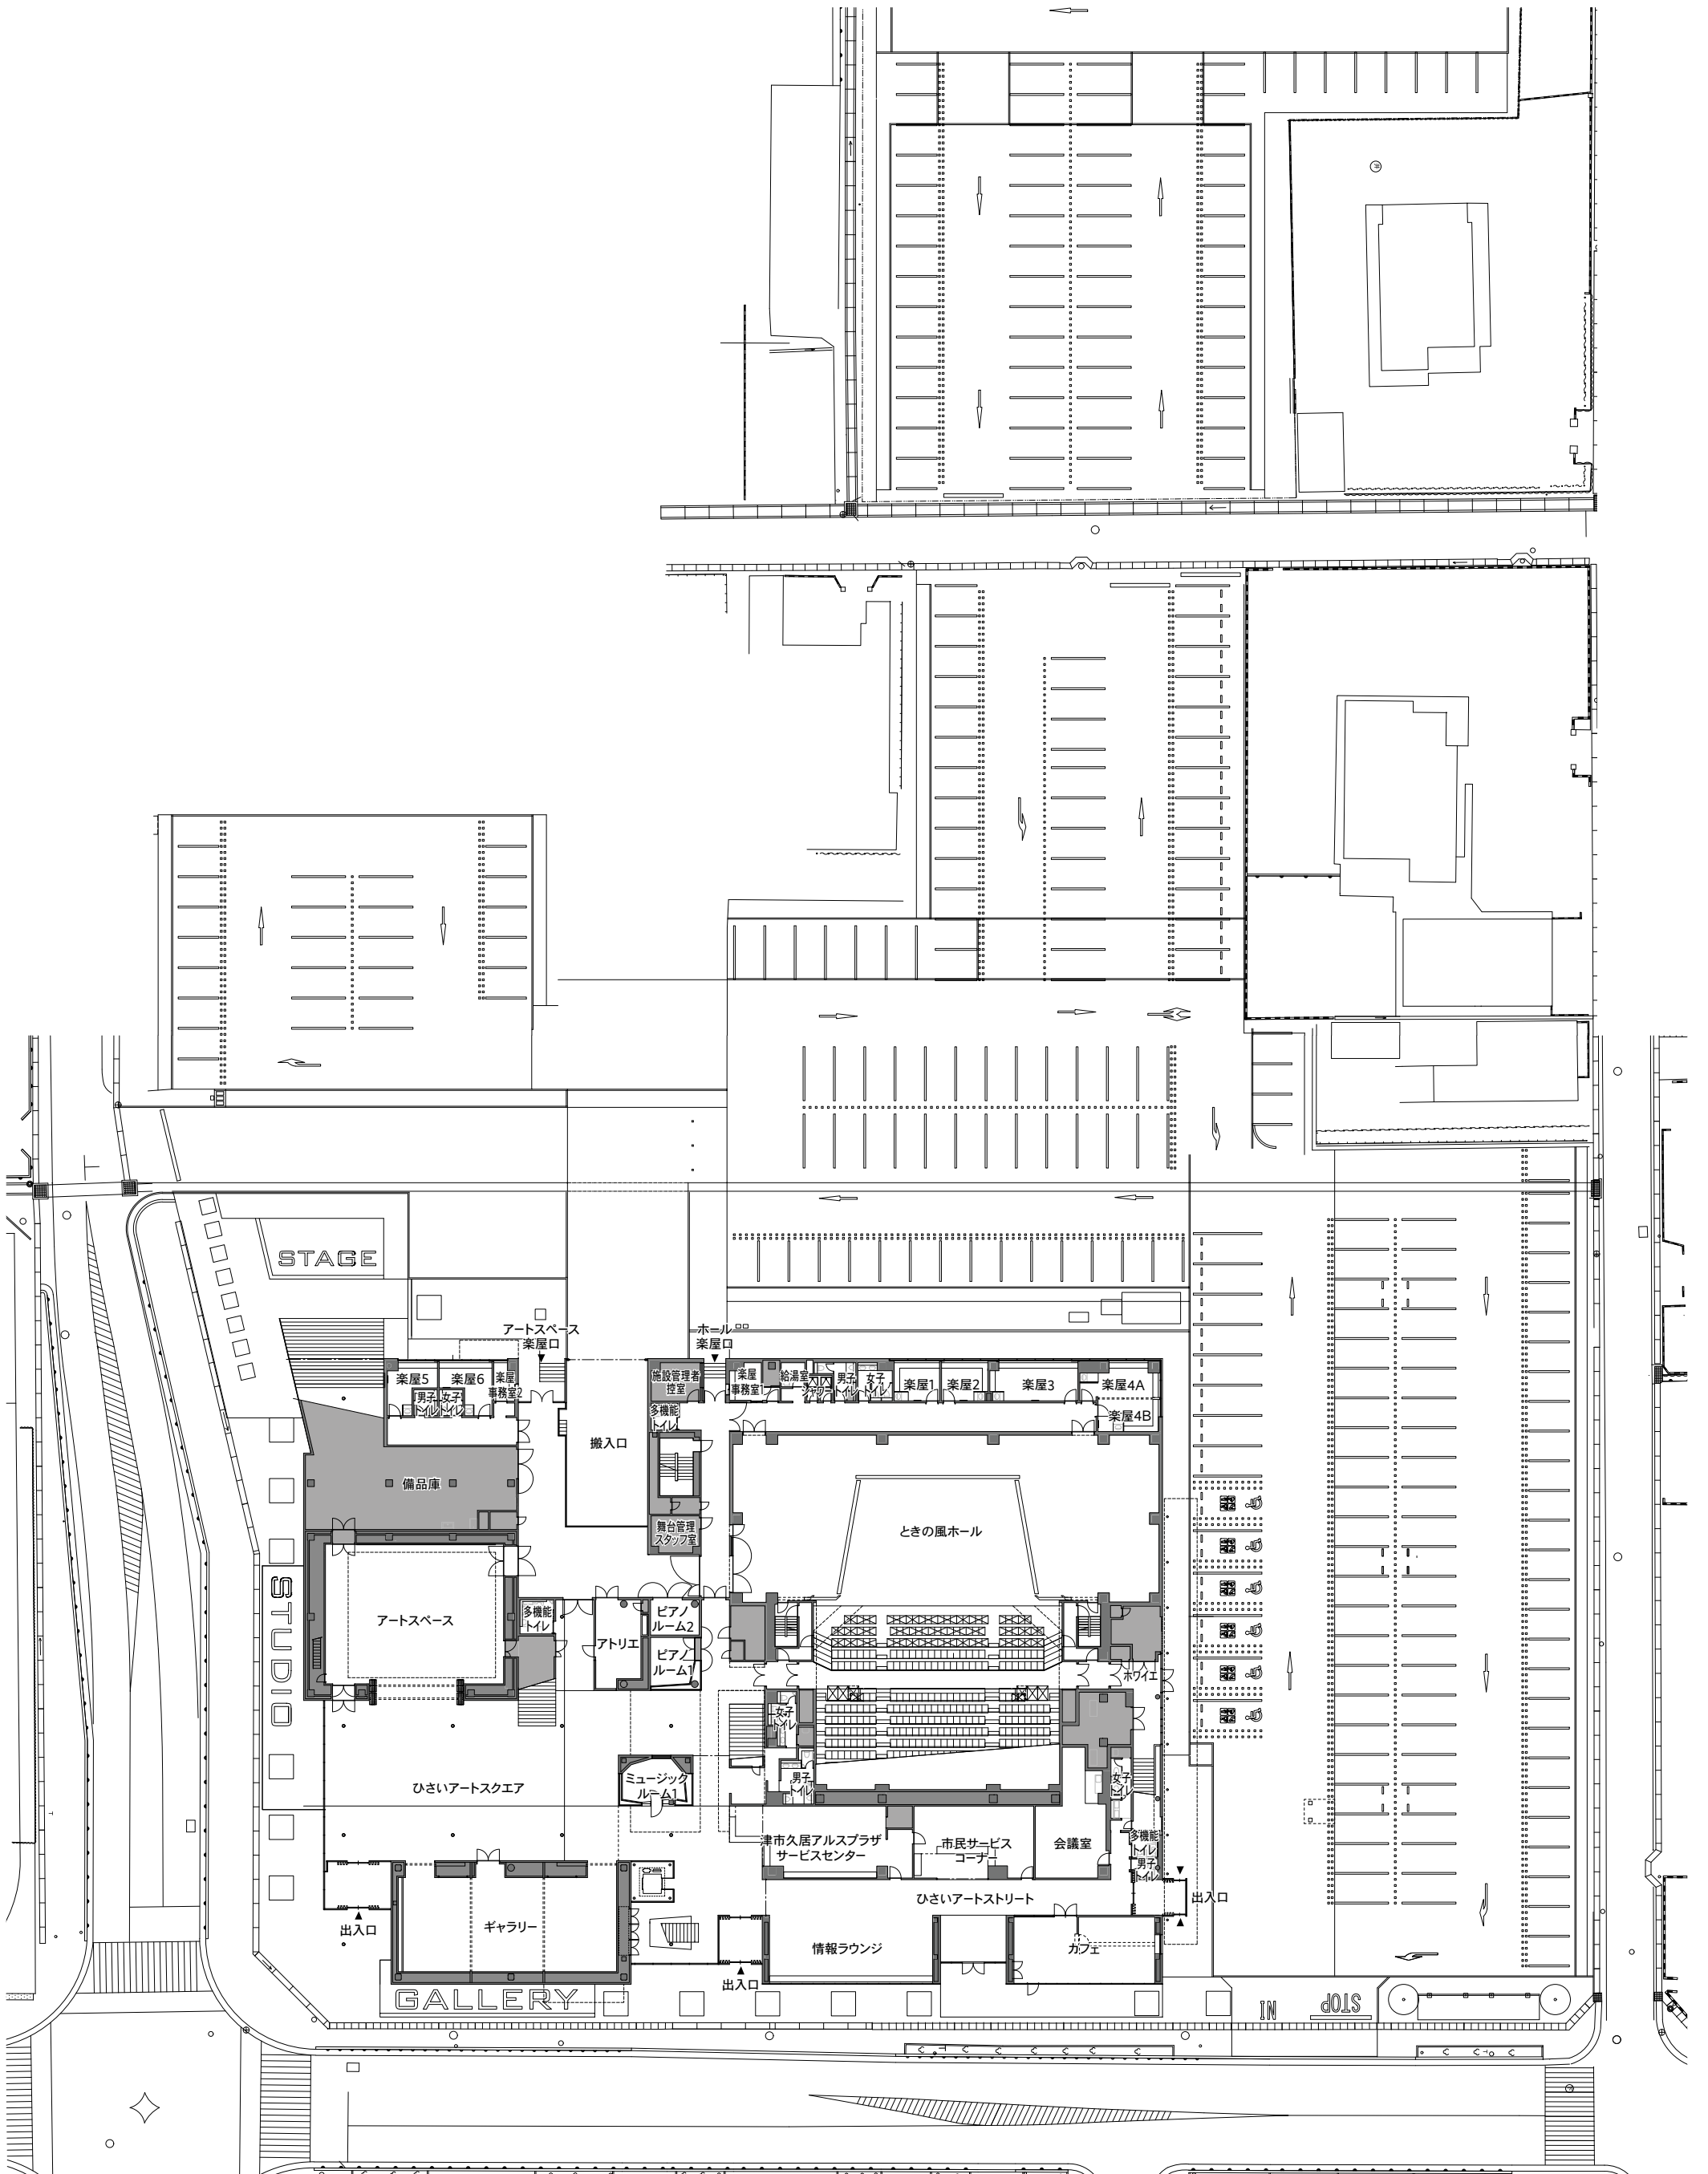 STAGE
アートスペース
楽屋口
ホール
楽屋口
楽屋5
楽屋6
楽屋
事務室2
男子
トイレ
女子
トイレ
施設管理者
控室
楽屋
事務室1
給湯室
シャワー
男子
トイレ
女子
トイレ
楽屋1
楽屋2
楽屋3
楽屋4A
楽屋4B
多機能
トイレ
搬入口
備品庫
舞台管理
スタッフ室
ときの風ホール
STUDIO
アートスペース
多機能
トイレ
アトリエ
ピアノ
ルーム2
ピアノ
ルーム1
ホワイエ
女子
トイレ
ひさいアートスクエア
ミュージック
ルーム1
男子
トイレ
女子
トイレ
津市久居アルスプラザ
サービスセンター
市民サービス
コーナー
会議室
多機能
トイレ
男子
トイレ
ひさいアートストリート
出入口
出入口
ギャラリー
情報ラウンジ
カフェ
出入口
GALLERY
IN
STOP